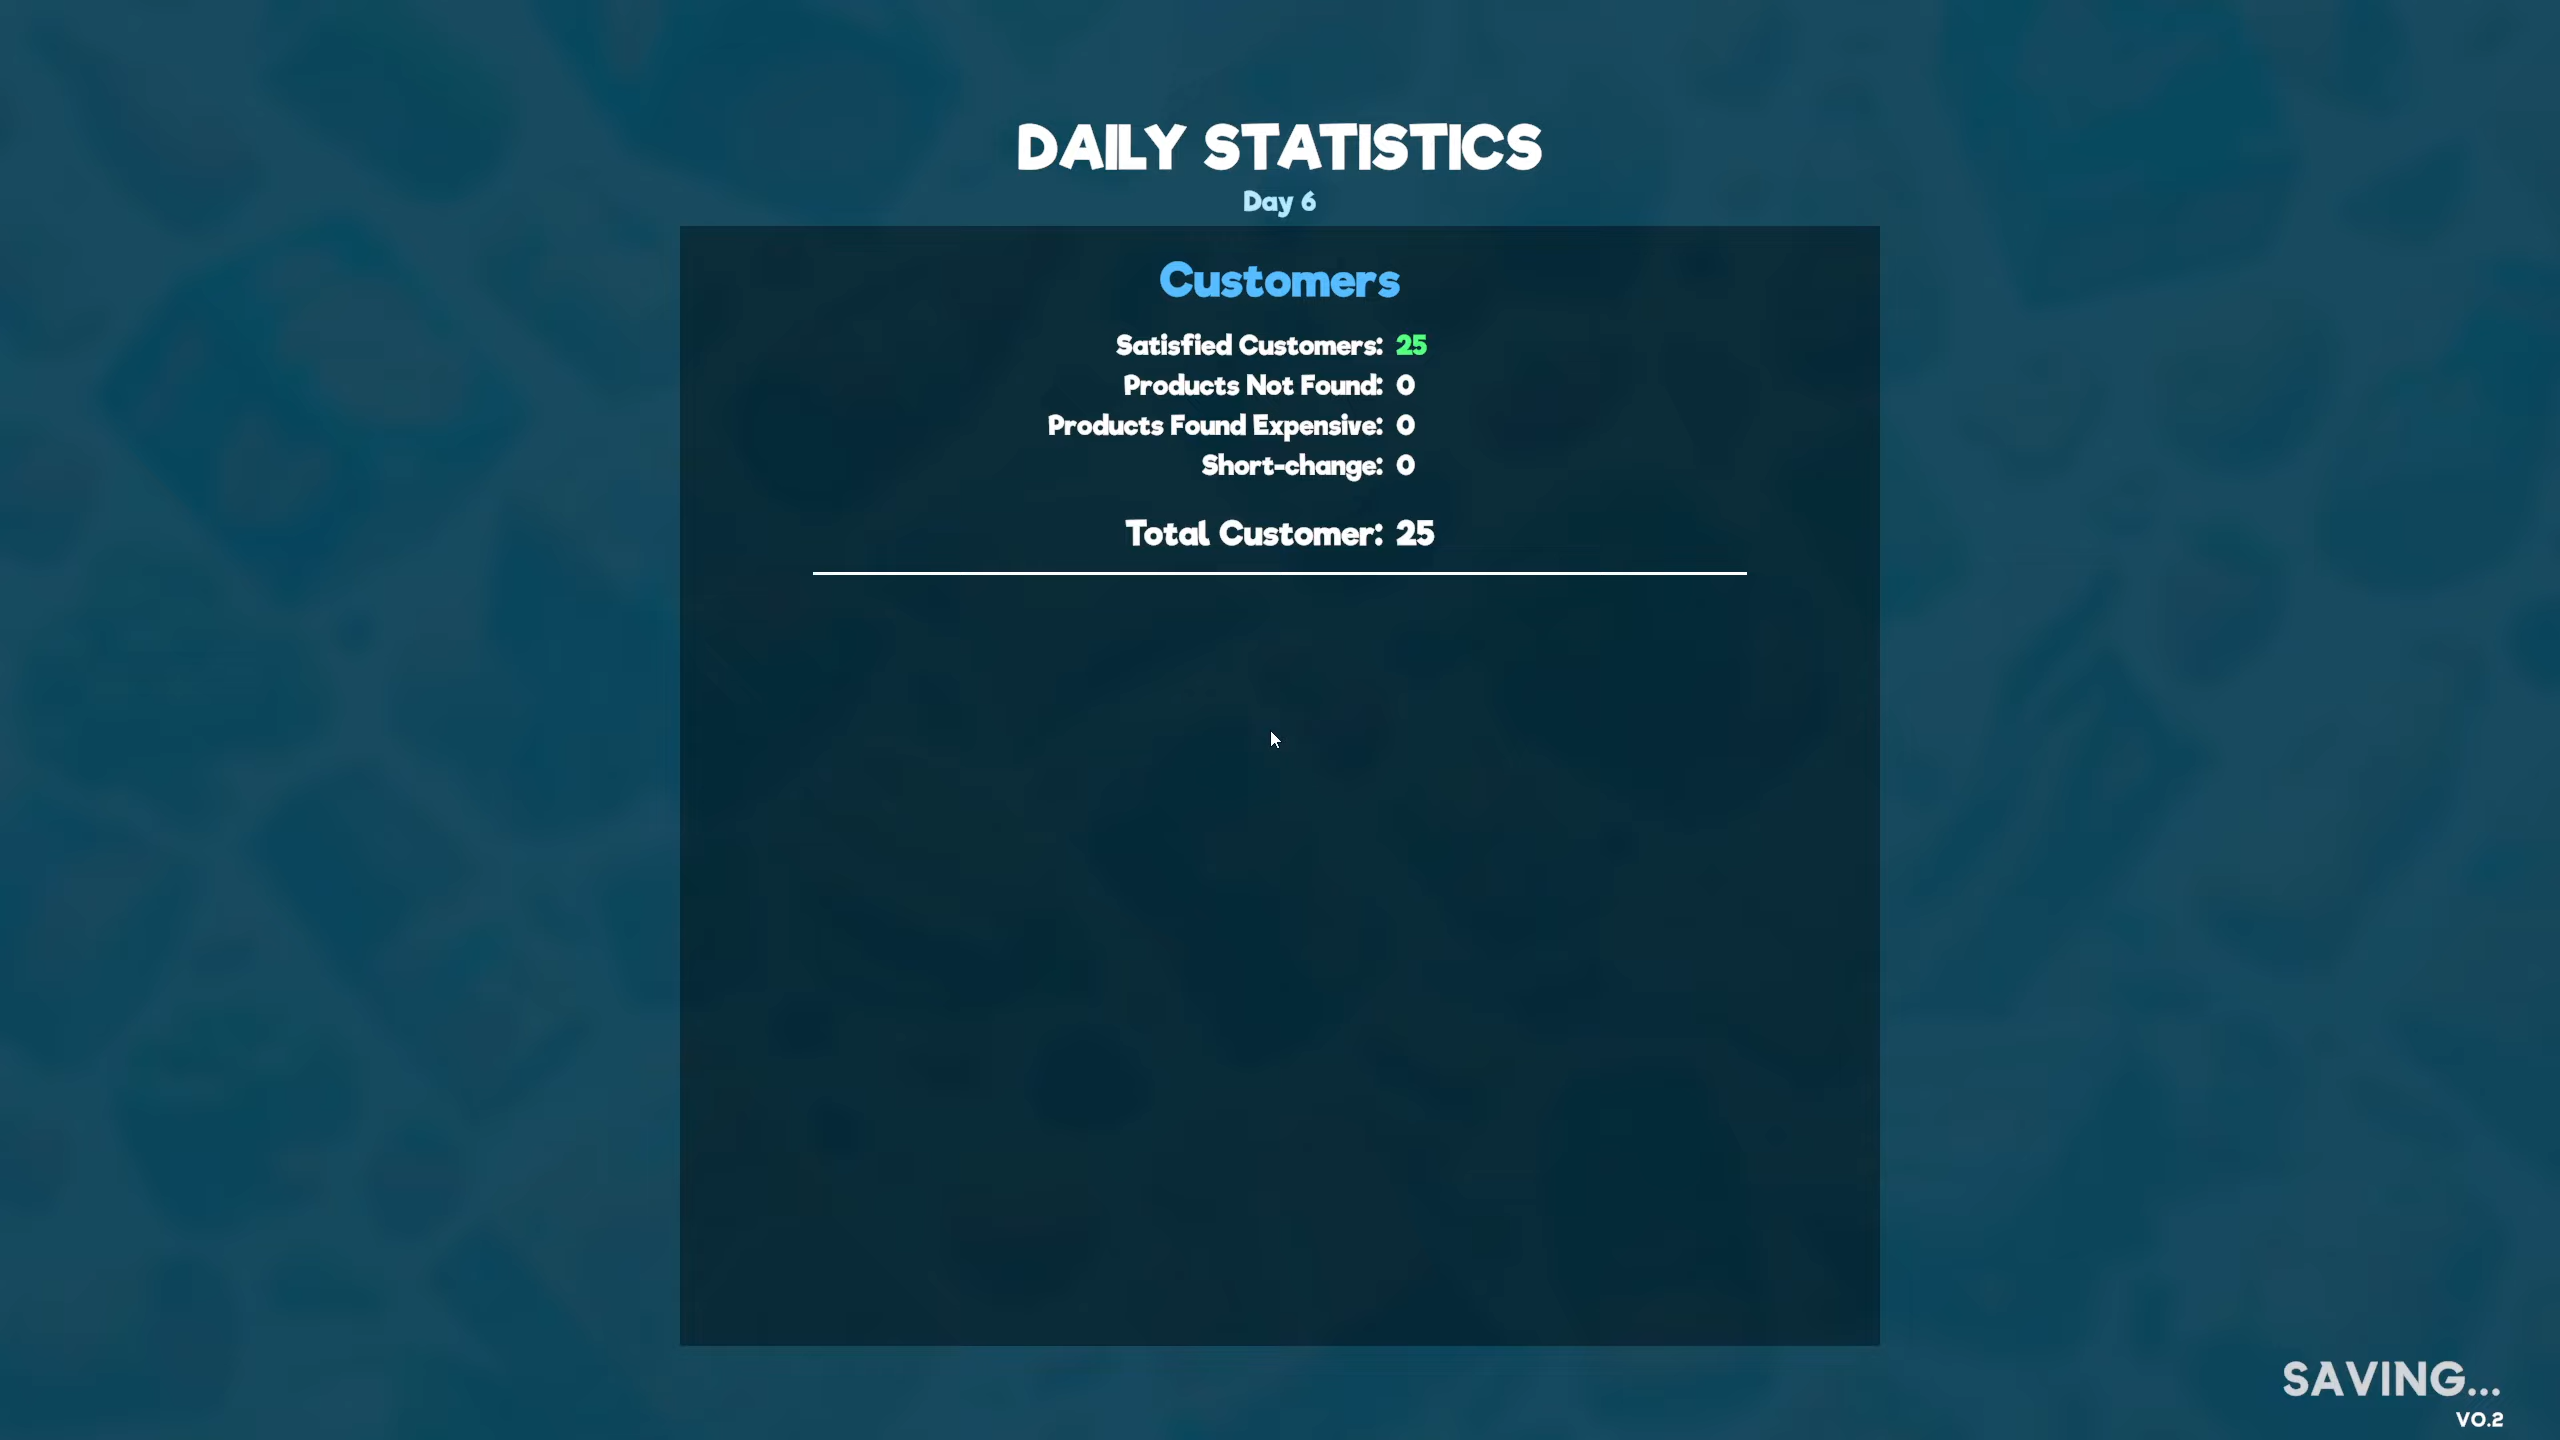 DAILY STATISTICS
Day 6
Customers
Satisfied Customers: 25
Products Not Found: 0
Products Found Expensive: 0
Short-change: 0
Total Customer: 25
SAVING...
V0.2